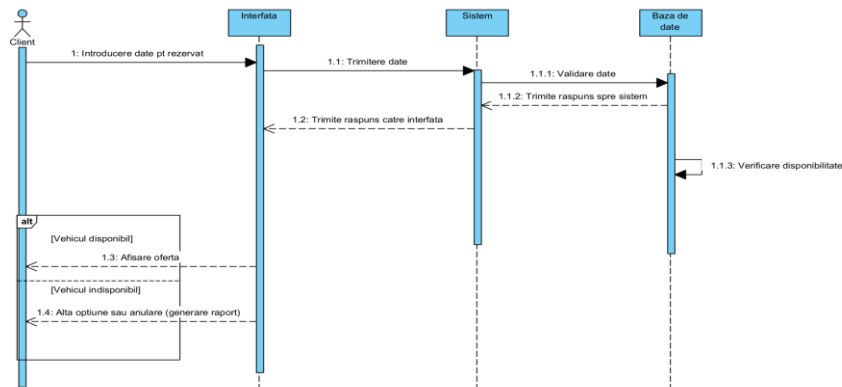 Interfata
Sistem
Baza de
date
Client
1: Introducere date pt rezervat
1.1: Trimitere date
1.1.1: Validare date
1.1.2: Trimite raspuns spre sistem
1.2: Trimite raspuns catre interfata
1.1.3: Verificare disponibilitate
alt
[Vehicul disponibil]
1.3: Afisare oferta
[Vehicul indisponibil]
1.4: Alta optiune sau anulare (generare raport)